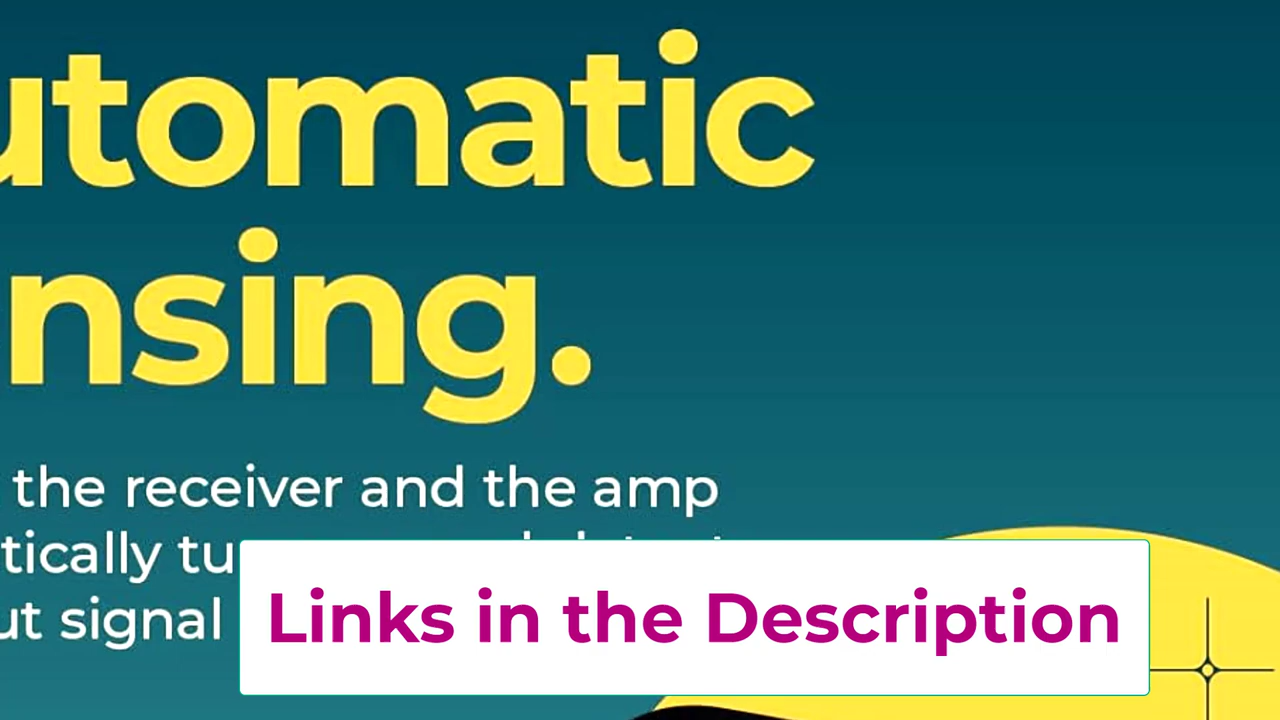 utomatic
nsing.
the receiver and the amp
tically tu
ut signal
Links in the Description